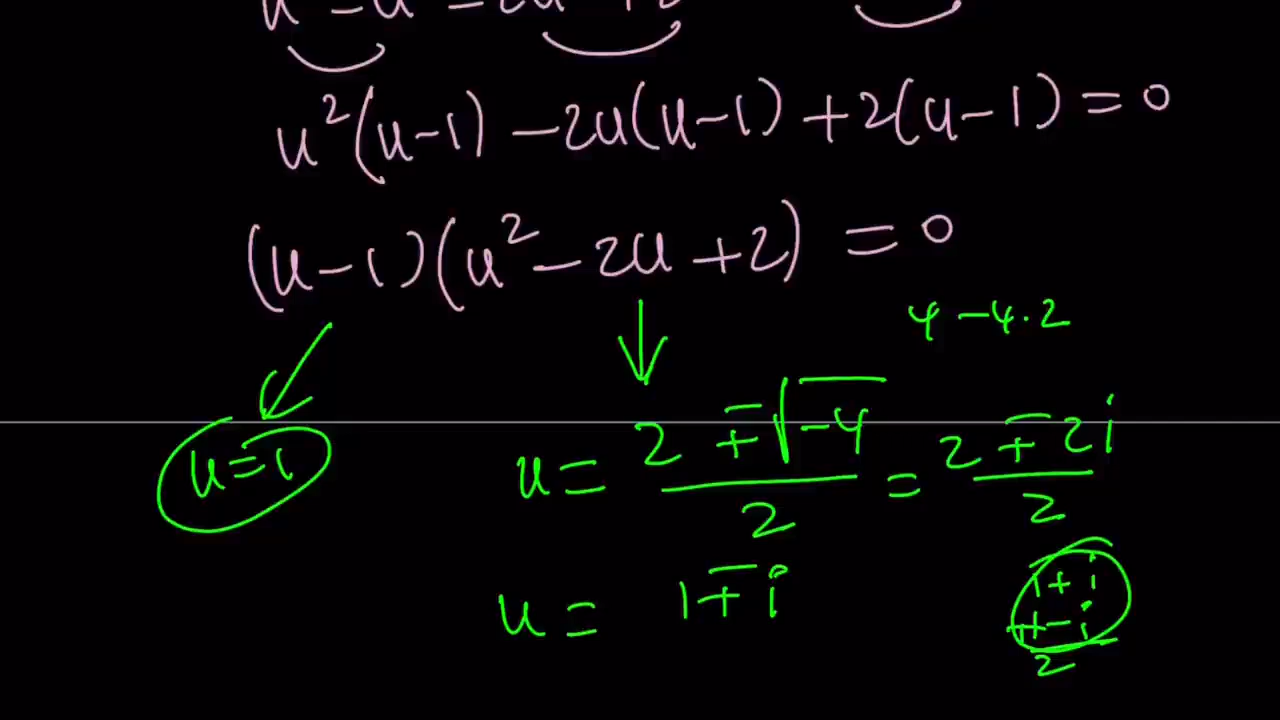 u²(u-1) - 2u(u-1) + 2(u-1) = 0
(u-1)(u² - 2u + 2) = 0
4 - 4·2
u = 1
u = (2 ∓ √-4)/2 = (2 ∓ 2i)/2
u = 1 ∓ i
1 + i
1 - i
2